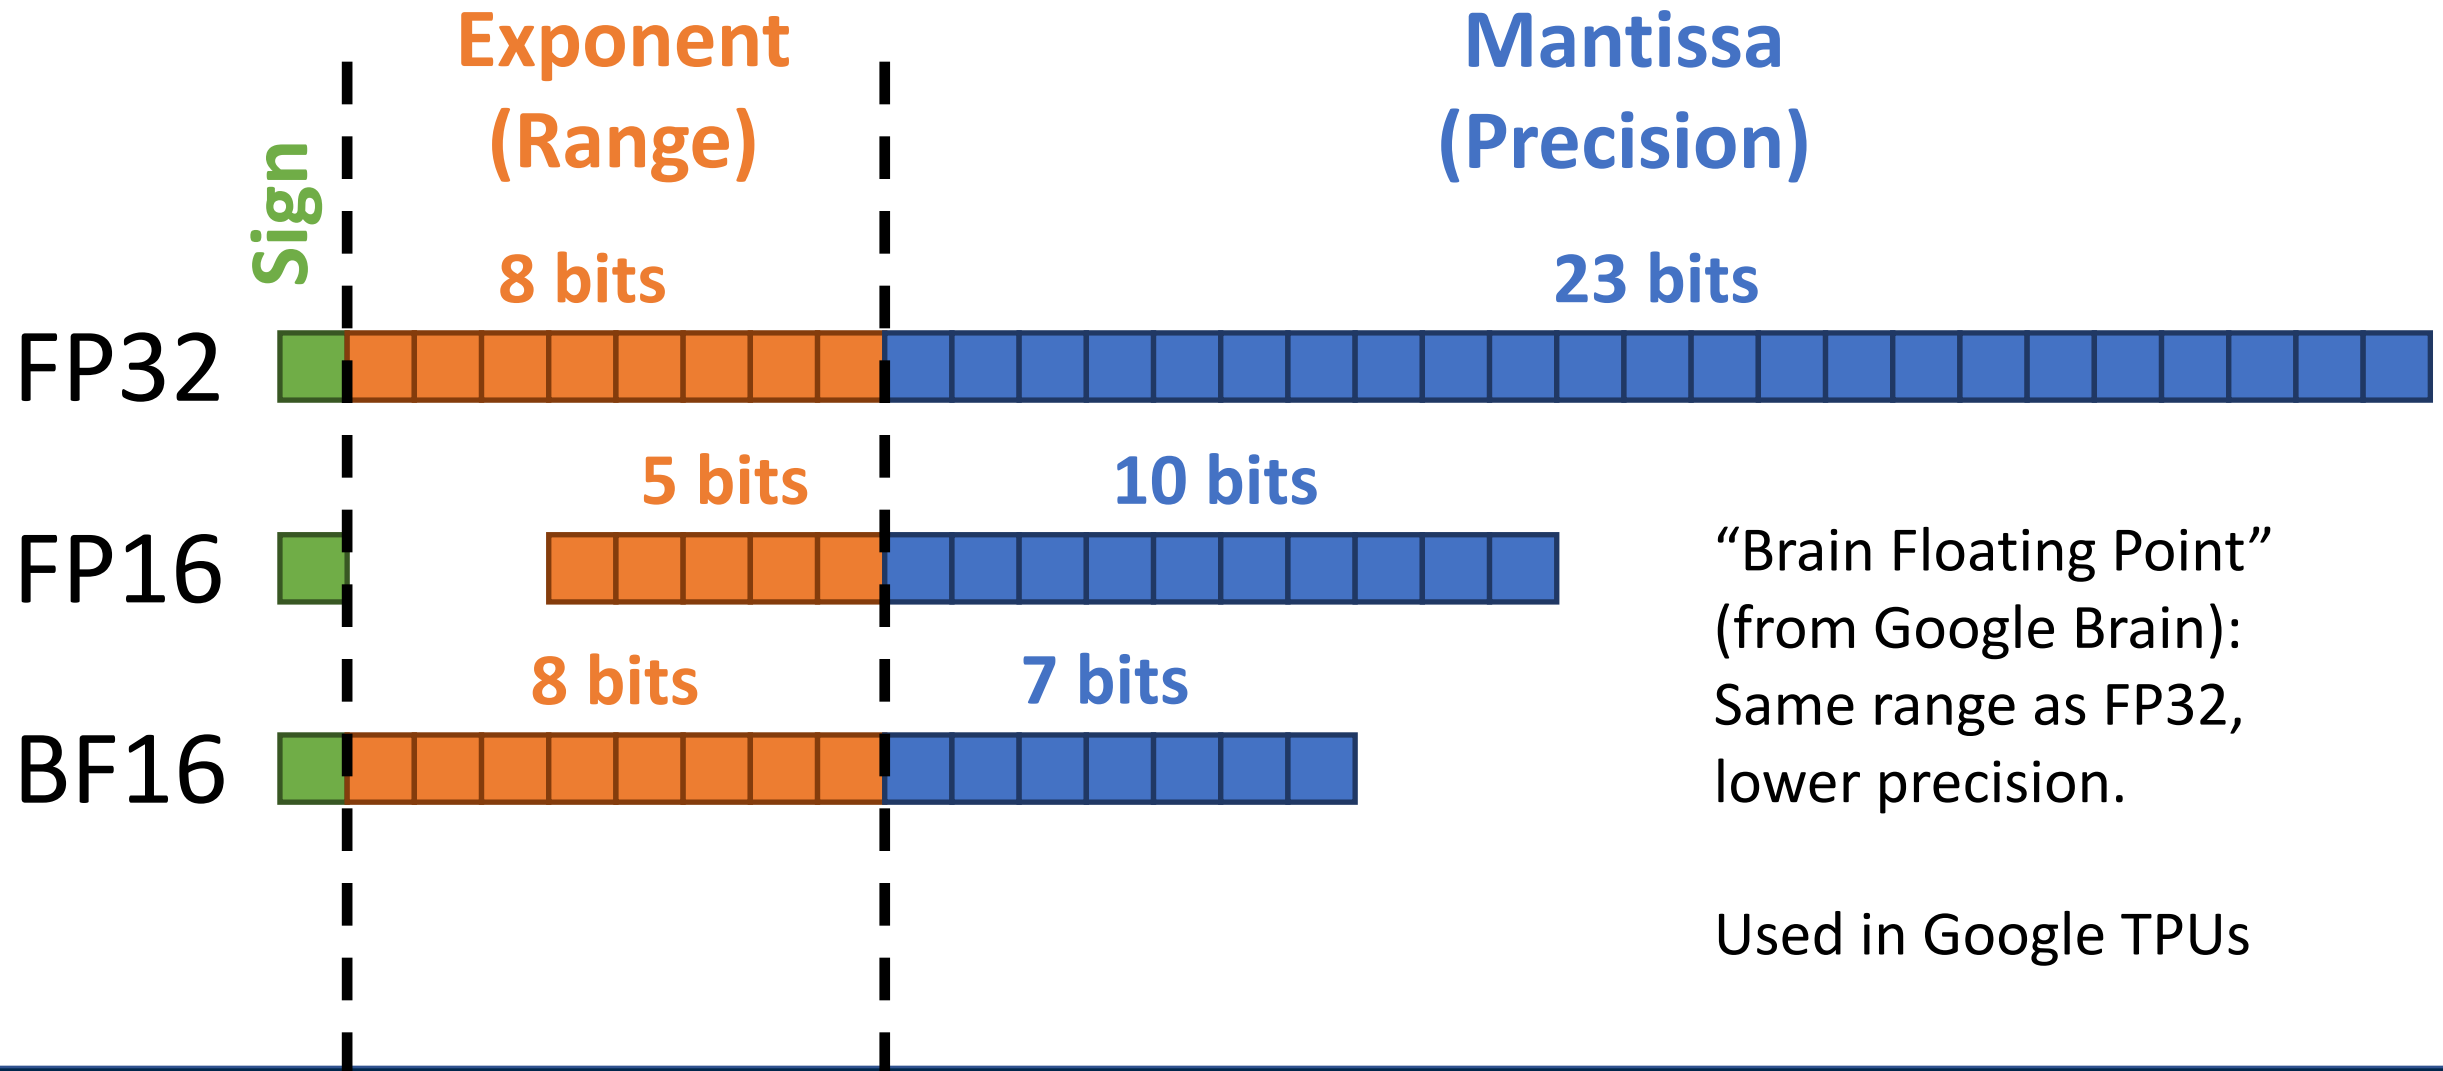 Exponent
(Range)
Mantissa
(Precision)
Sign
8 bits
23 bits
FP32
5 bits
10 bits
FP16
8 bits
7 bits
BF16
“Brain Floating Point”
(from Google Brain):
Same range as FP32,
lower precision.
Used in Google TPUs